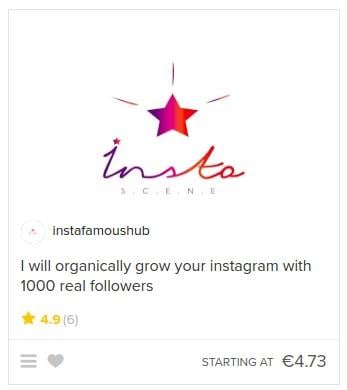 insta
S.C.E.N.E
instafamoushub
I will organically grow your instagram with
1000 real followers
4.9 (6)
STARTING AT €4.73